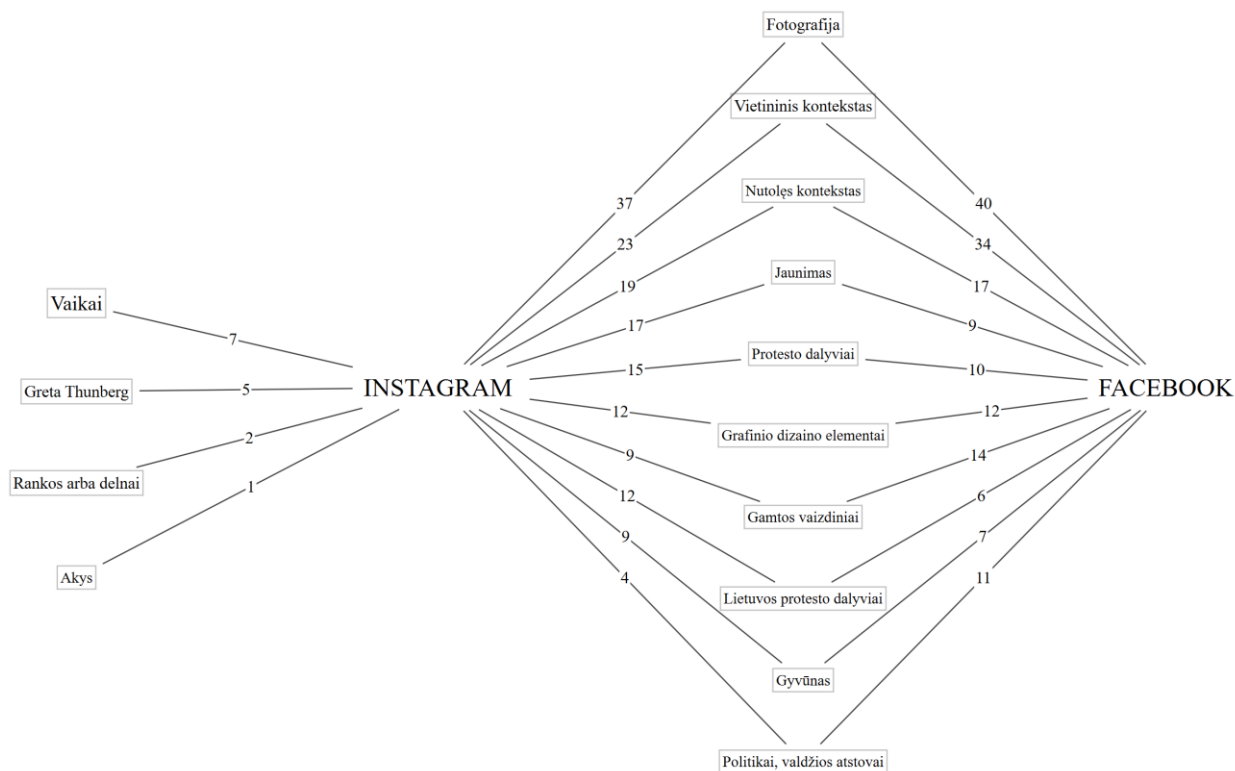 Fotografija
Vietininis kontekstas
Nutolęs kontekstas
37
40
23
34
19
17
Jaunimas
17
9
Vaikai
7
Protesto dalyviai
15
10
Greta Thunberg
5
INSTAGRAM
FACEBOOK
12
12
Grafinio dizaino elementai
2
9
14
Rankos arba delnai
1
12
6
Gamtos vaizdiniai
9
7
Akys
4
11
Lietuvos protesto dalyviai
Gyvūnas
Politikai, valdžios atstovai